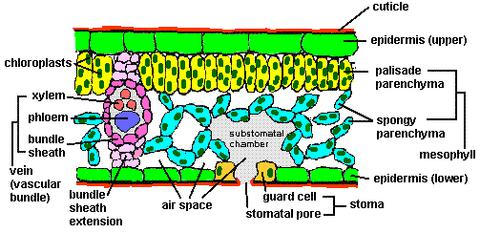 cuticle
epidermis (upper)
chloroplasts
palisade
parenchyma
xylem
phloem
substomatal
chamber
spongy
parenchyma
bundle
sheath
mesophyll
vein
(vascular
bundle)
epidermis (lower)
bundle
sheath
extension
air space
guard cell
stomatal pore
stoma